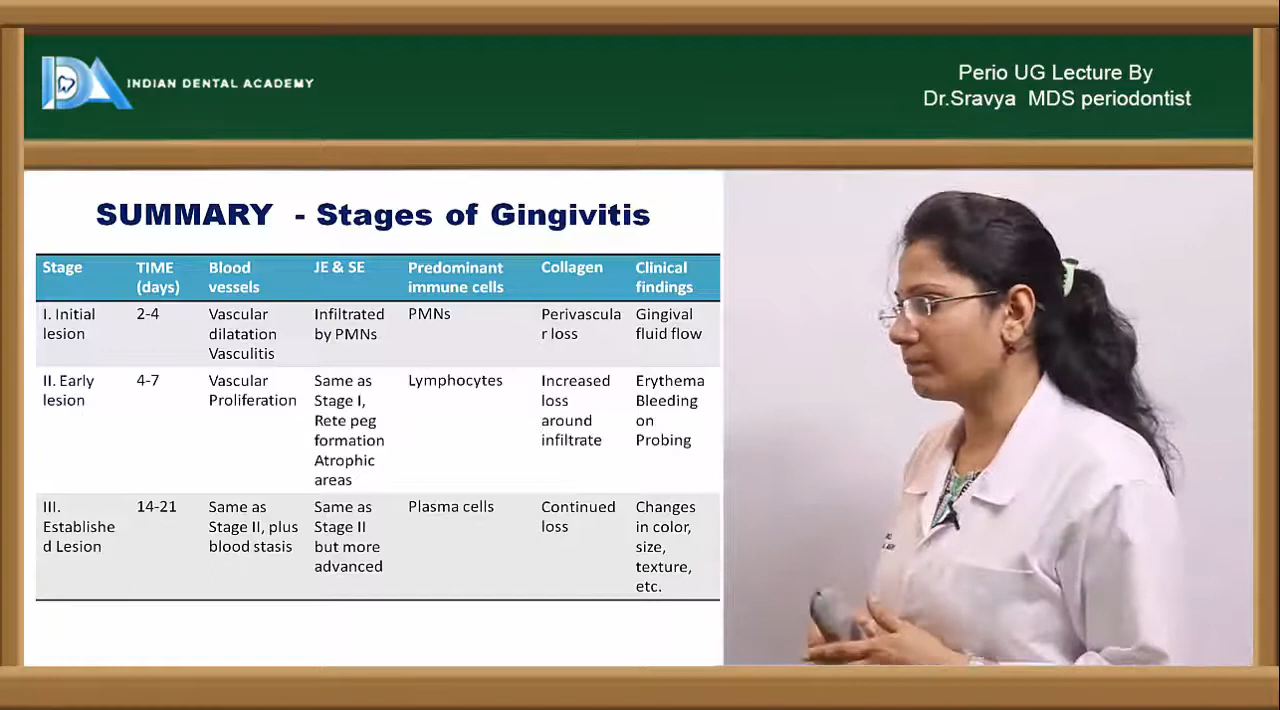 INDIAN DENTAL ACADEMY
Perio UG Lecture By
Dr.Sravya MDS periodontist
SUMMARY - Stages of Gingivitis
Stage
TIME
(days)
Blood
vessels
JE & SE
Predominant
immune cells
Collagen
Clinical
findings
I. Initial
lesion
2-4
Vascular
dilatation
Vasculitis
Infiltrated
by PMNs
PMNs
Perivascula
r loss
Gingival
fluid flow
II. Early
lesion
4-7
Vascular
Proliferation
Same as
Stage I,
Rete peg
formation
Atrophic
areas
Lymphocytes
Increased
loss
around
infiltrate
Erythema
Bleeding
on
Probing
III.
Establishe
d Lesion
14-21
Same as
Stage II, plus
blood stasis
Same as
Stage II
but more
advanced
Plasma cells
Continued
loss
Changes
in color,
size,
texture,
etc.